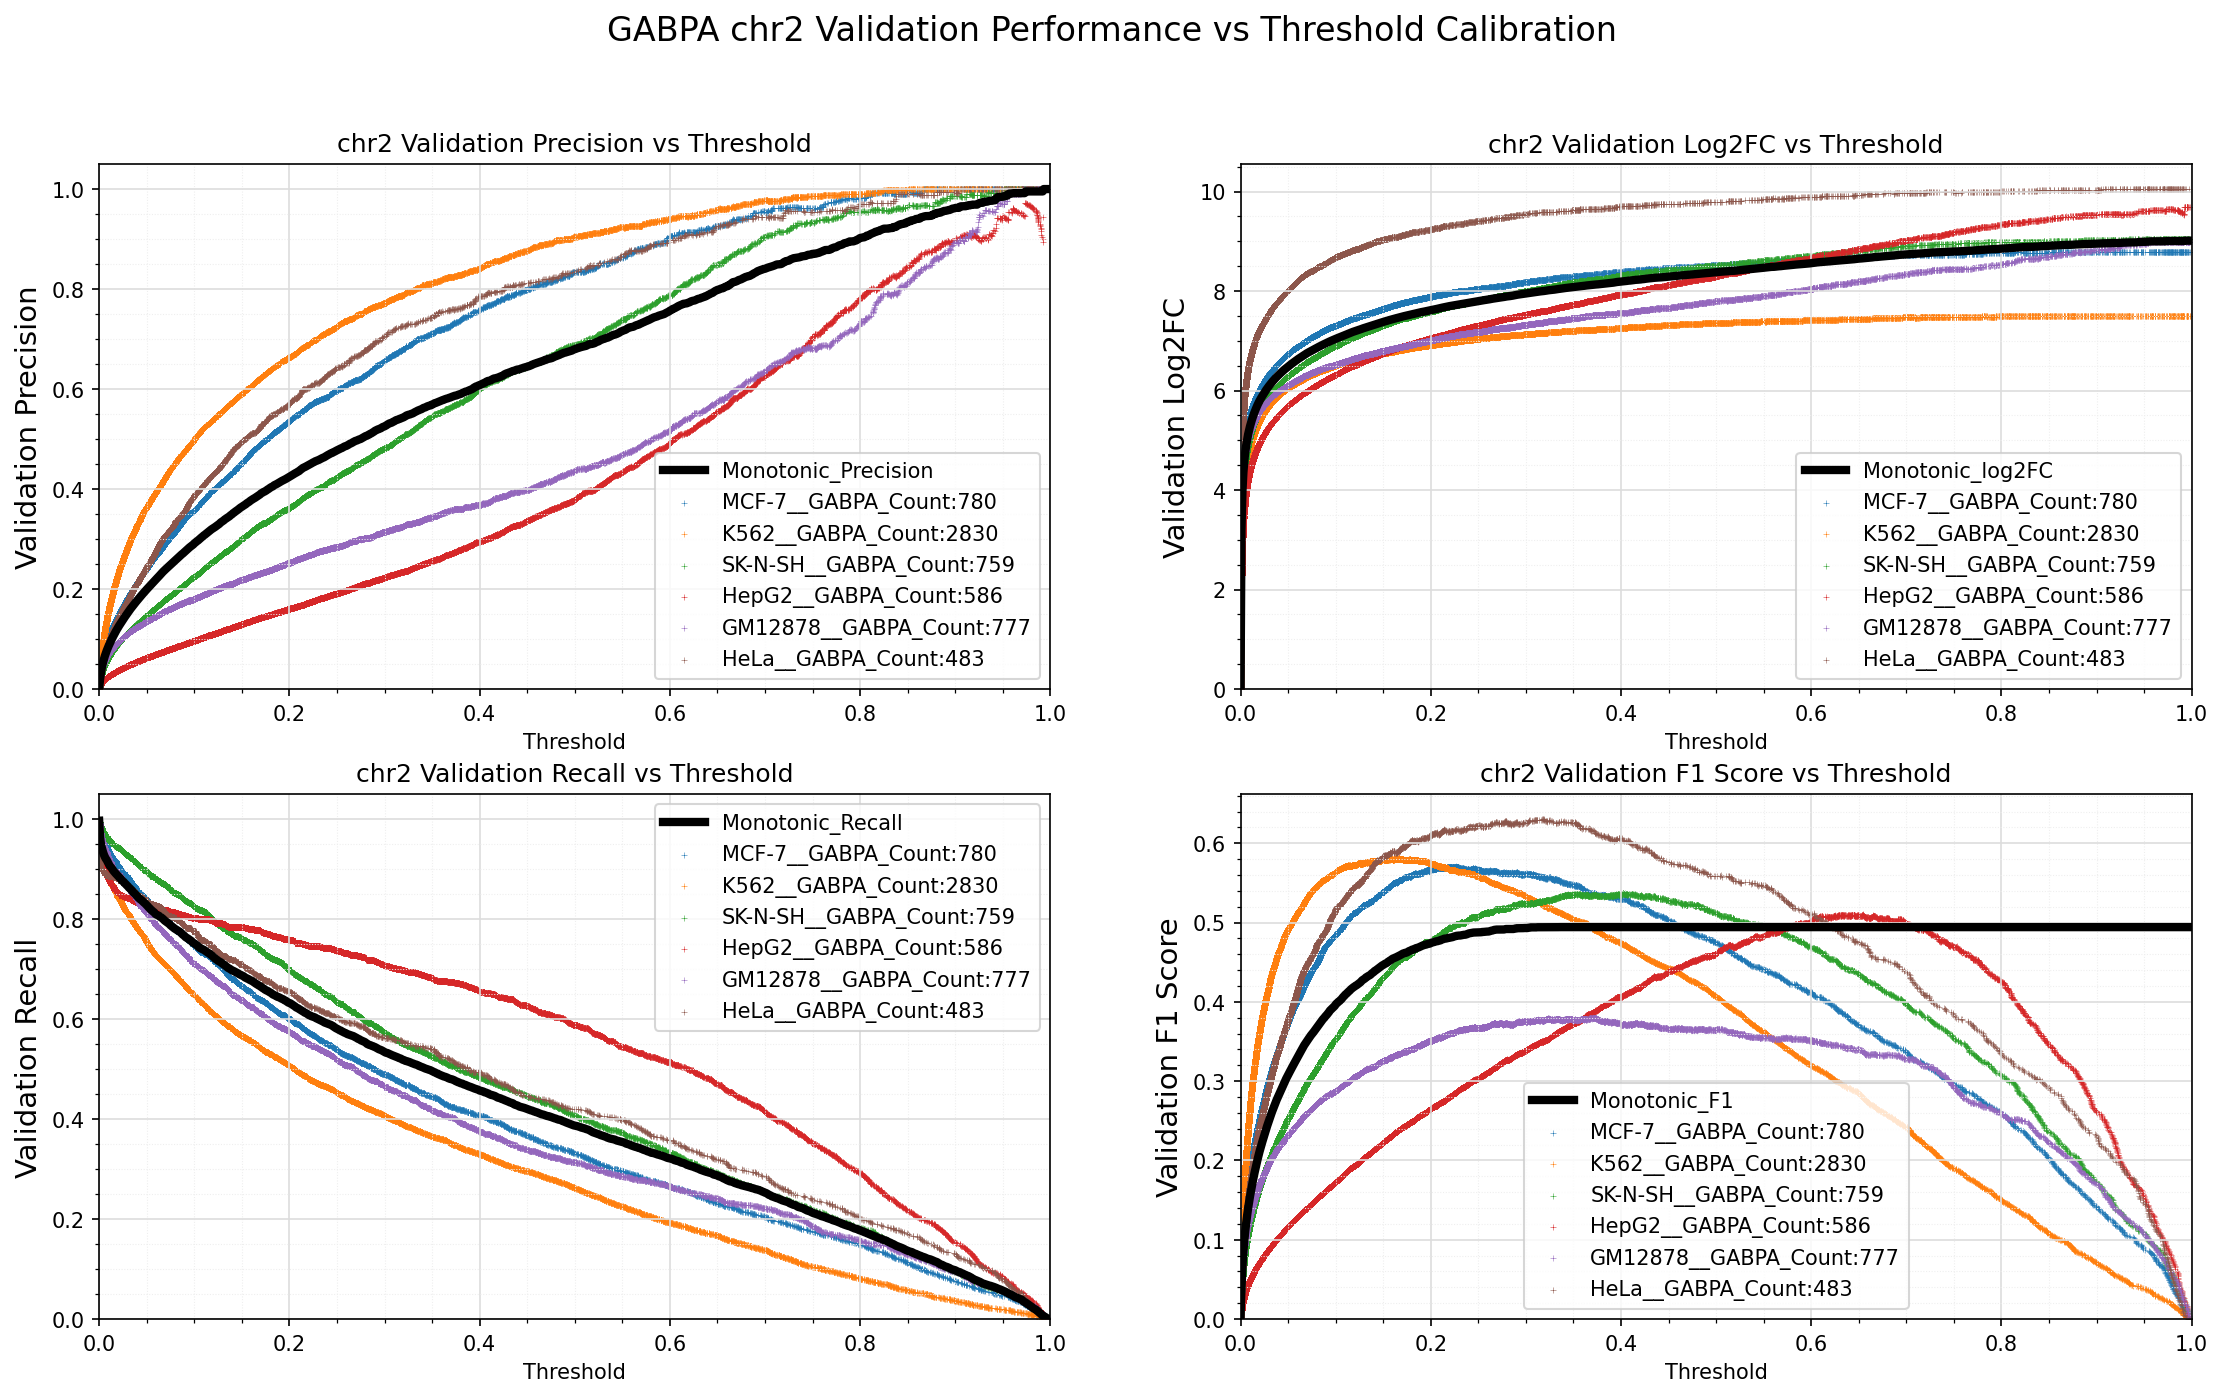 GABPA chr2 Validation Performance vs Threshold Calibration
chr2 Validation Precision vs Threshold
Validation Precision
1.0
0.8
0.6
0.4
0.2
0.0
0.0 0.2 0.4 0.6 0.8 1.0
Threshold
Monotonic_Precision
MCF-7__GABPA_Count:780
K562__GABPA_Count:2830
SK-N-SH__GABPA_Count:759
HepG2__GABPA_Count:586
GM12878__GABPA_Count:777
HeLa__GABPA_Count:483
chr2 Validation Log2FC vs Threshold
Validation Log2FC
10
8
6
4
2
0
0.0 0.2 0.4 0.6 0.8 1.0
Threshold
Monotonic_log2FC
MCF-7__GABPA_Count:780
K562__GABPA_Count:2830
SK-N-SH__GABPA_Count:759
HepG2__GABPA_Count:586
GM12878__GABPA_Count:777
HeLa__GABPA_Count:483
chr2 Validation Recall vs Threshold
Validation Recall
1.0
0.8
0.6
0.4
0.2
0.0
0.0 0.2 0.4 0.6 0.8 1.0
Threshold
Monotonic_Recall
MCF-7__GABPA_Count:780
K562__GABPA_Count:2830
SK-N-SH__GABPA_Count:759
HepG2__GABPA_Count:586
GM12878__GABPA_Count:777
HeLa__GABPA_Count:483
chr2 Validation F1 Score vs Threshold
Validation F1 Score
0.6
0.5
0.4
0.3
0.2
0.1
0.0
0.0 0.2 0.4 0.6 0.8 1.0
Threshold
Monotonic_F1
MCF-7__GABPA_Count:780
K562__GABPA_Count:2830
SK-N-SH__GABPA_Count:759
HepG2__GABPA_Count:586
GM12878__GABPA_Count:777
HeLa__GABPA_Count:483